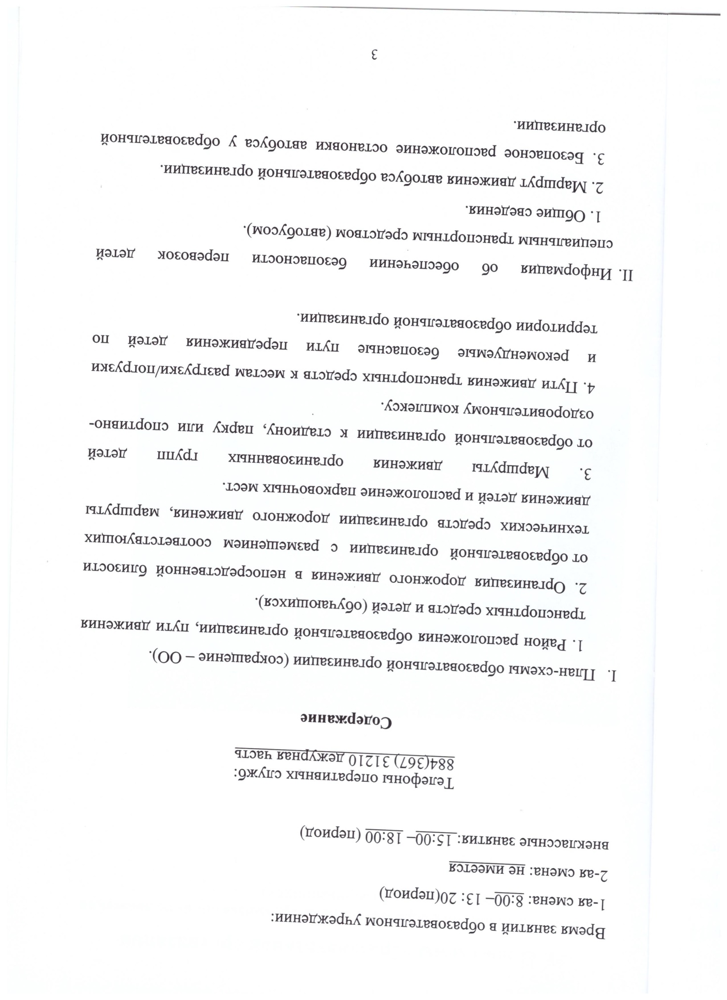 Время занятий в образовательном учреждении:
1-ая смена: 8:00– 13: 20(период)
2-ая смена: не имеется
внеклассные занятия: 15:00– 18:00 (период)
Телефоны оперативных служб:
884(367) 31210 дежурная часть
Содержание
I. План-схемы образовательной организации (сокращение – ОО).
1. Район расположения образовательной организации, пути движения
транспортных средств и детей (обучающихся).
2. Организация дорожного движения в непосредственной близости
от образовательной организации с размещением соответствующих
технических средств организации дорожного движения, маршруты
движения детей и расположение парковочных мест.
3. Маршруты движения организованных групп детей
от образовательной организации к стадиону, парку или спортивно-
оздоровительному комплексу.
4. Пути движения транспортных средств к местам разгрузки/погрузки
и рекомендуемые безопасные пути передвижения детей по
территории образовательной организации.
II. Информация об обеспечении безопасности перевозок детей
специальным транспортным средством (автобусом).
1. Общие сведения.
2. Маршрут движения автобуса образовательной организации.
3. Безопасное расположение остановки автобуса у образовательной
организации.
3